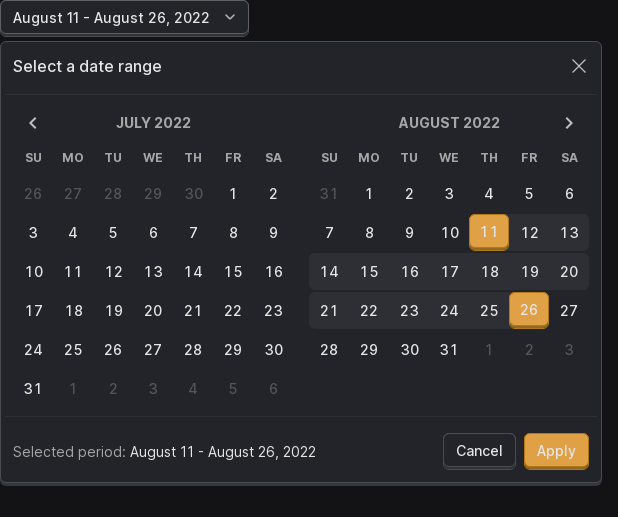 August 11 - August 26, 2022
Select a date range
JULY 2022
SU MO TU WE TH FR SA
26 27 28 29 30 1 2
3 4 5 6 7 8 9
10 11 12 13 14 15 16
17 18 19 20 21 22 23
24 25 26 27 28 29 30
31 1 2 3 4 5 6
AUGUST 2022
SU MO TU WE TH FR SA
31 1 2 3 4 5 6
7 8 9 10 11 12 13
14 15 16 17 18 19 20
21 22 23 24 25 26 27
28 29 30 31 1 2 3
Selected period: August 11 - August 26, 2022
Cancel
Apply